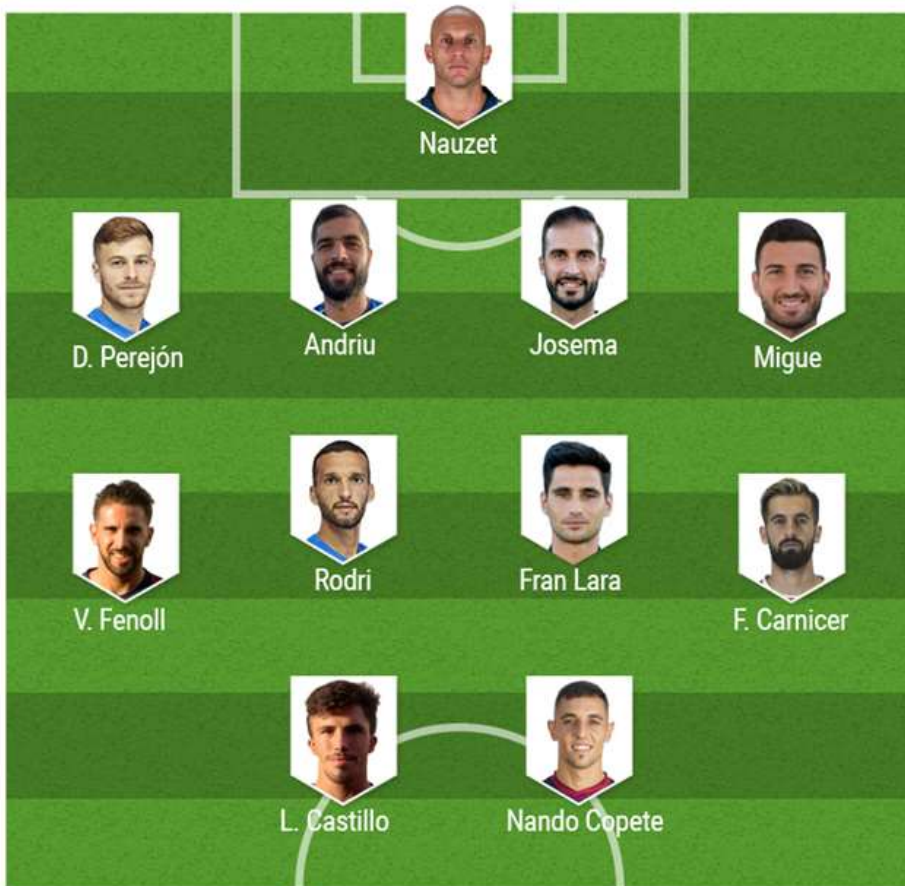 Nauzet
D. Perejón
Andriu
Josema
Migue
V. Fenoll
Rodri
Fran Lara
F. Carnicer
L. Castillo
Nando Copete